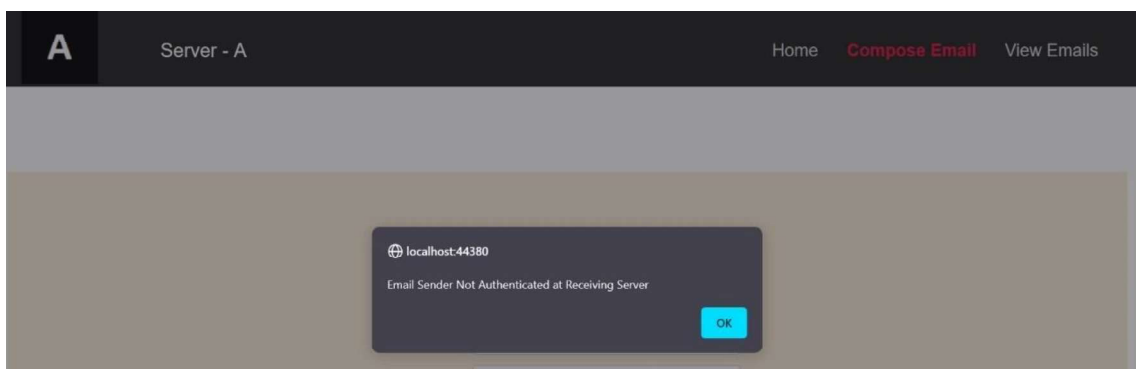 A
Server - A
Home Compose Email View Emails
localhost:44380
Email Sender Not Authenticated at Receiving Server
OK